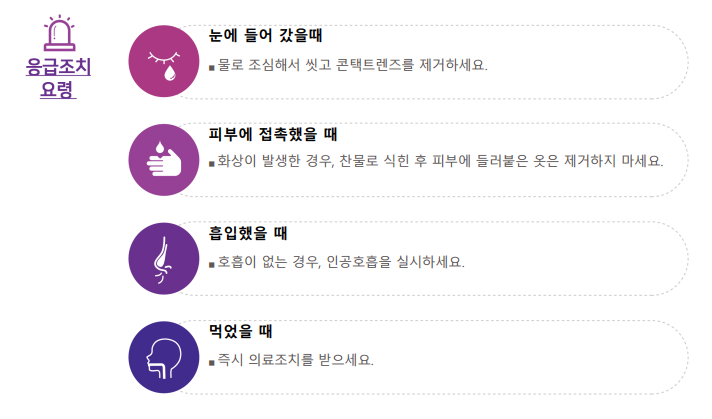 응급조치
요령
눈에 들어 갔을때
■ 물로 조심해서 씻고 콘택트렌즈를 제거하세요.
피부에 접촉했을 때
■ 화상이 발생한 경우, 찬물로 식힌 후 피부에 들러붙은 옷은 제거하지 마세요.
흡입했을 때
■ 호흡이 없는 경우, 인공호흡을 실시하세요.
먹었을 때
■ 즉시 의료조치를 받으세요.